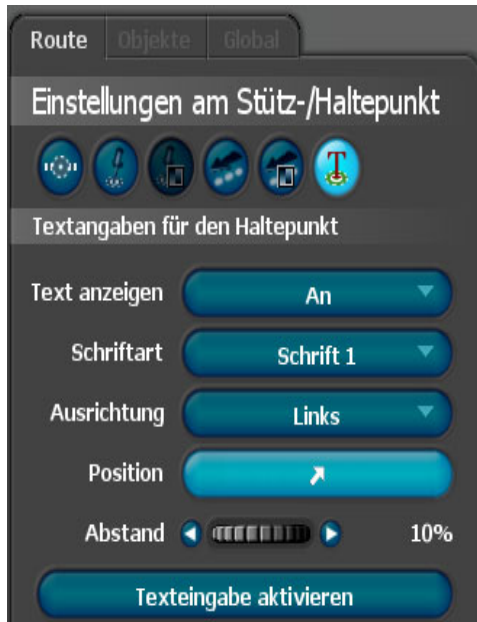 Route Objekte Global
Einstellungen am Stütz-/Haltepunkt
Textangaben für den Haltepunkt
Text anzeigen An
Schriftart Schrift 1
Ausrichtung Links
Position
Abstand 10%
Texteingabe aktivieren